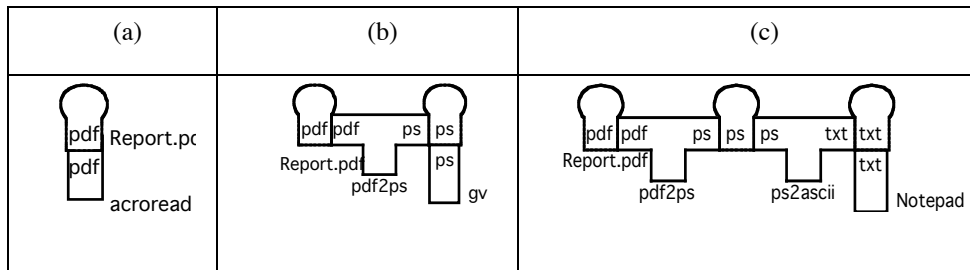 (a) (b) (c)
pdf Report.pc
pdf
acroread
pdf pdf ps ps
Report.pdf ps
pdf2ps
gv
pdf pdf ps ps ps txt txt
Report.pdf txt
pdf2ps ps2ascii Notepad